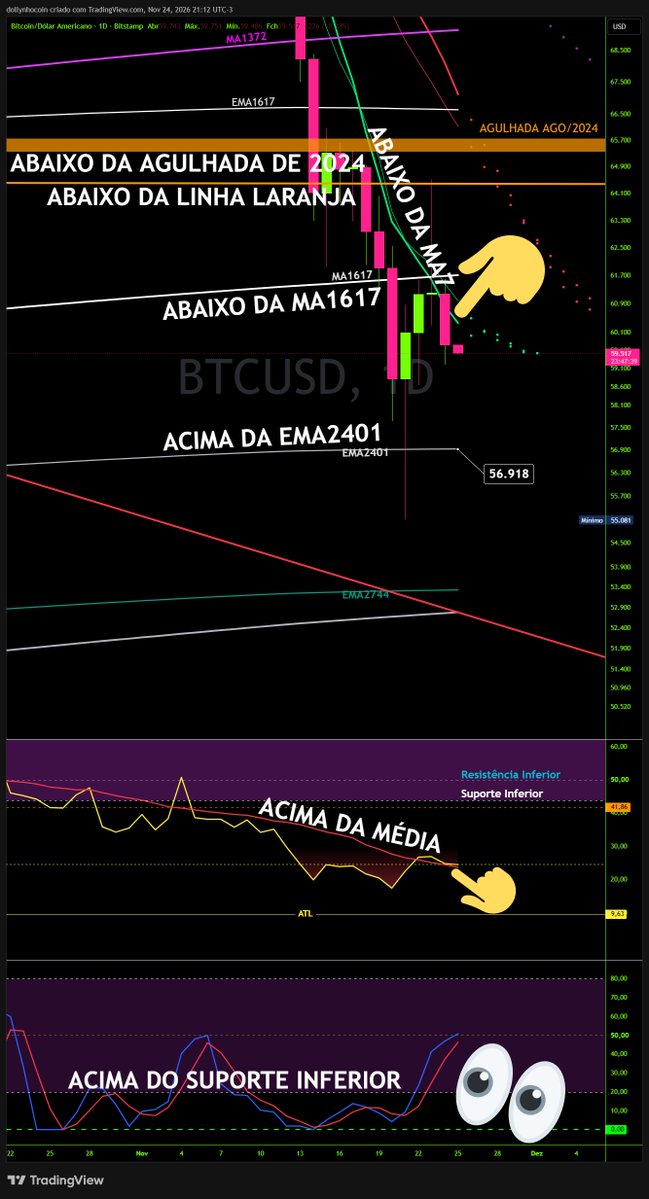 dollynhocoin criado com TradingView.com, Nov 24, 2026 21:12 UTC-3
Bitcoin/Dólar Americano · 1D · Bitstamp
USD
MA1372
68.500
67.500
EMA1617
66.500
AGULHADA AGO/2024
65.700
ABAIXO DA AGULHADA DE 2024
64.900
ABAIXO DA LINHA LARANJA
64.100
ABAIXO DA MA7
63.300
62.500
MA1617
61.700
ABAIXO DA MA1617
60.900
60.100
59.517
23:47:39
BTCUSD, 1D
59.100
58.600
58.100
57.500
ACIMA DA EMA2401
EMA2401
56.900
56.918
56.300
55.700
Mínimo 55.081
54.500
53.900
EMA2744
53.400
52.900
52.400
51.900
51.400
50.960
50.520
60,00
Resistência Inferior
50,00
Suporte Inferior
41,86
40,00
ACIMA DA MÉDIA
30,00
20,00
ATL
9,63
80,00
70,00
60,00
50,00
40,00
30,00
ACIMA DO SUPORTE INFERIOR
20,00
10,00
0,00
22 25 28 Nov 4 7 10 13 16 19 22 25 28 Dez 4
TradingView